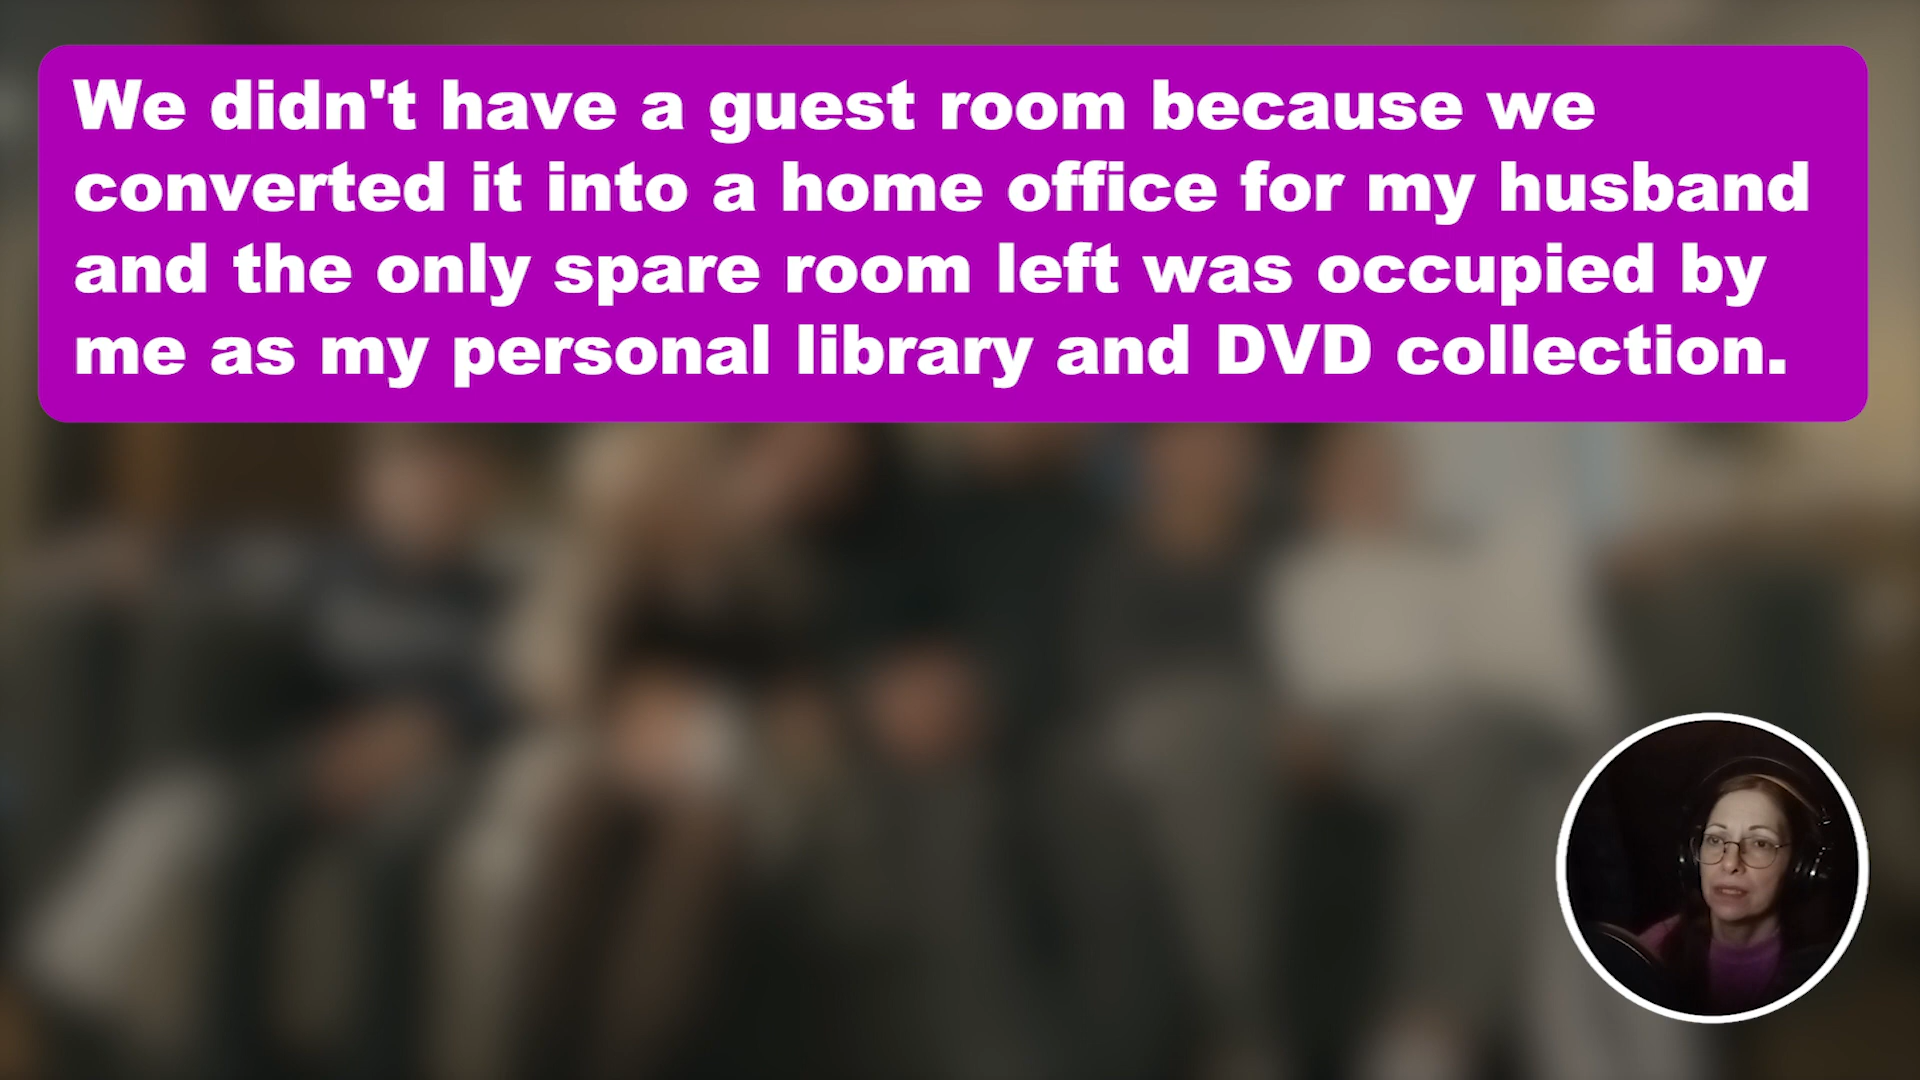 We didn't have a guest room because we
converted it into a home office for my husband
and the only spare room left was occupied by
me as my personal library and DVD collection.